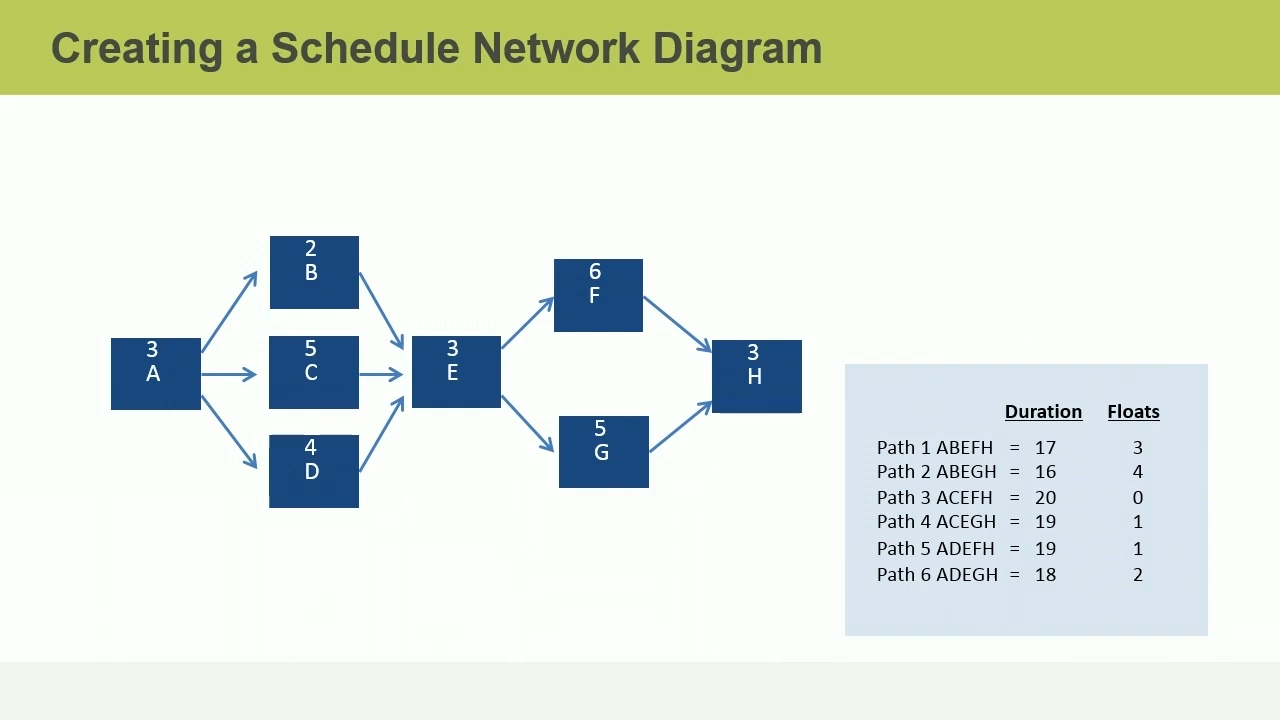 Creating a Schedule Network Diagram
2
B
6
F
3
A
5
C
3
E
3
H
4
D
5
G
Duration Floats
Path 1 ABEFH = 17 3
Path 2 ABEGH = 16 4
Path 3 ACEFH = 20 0
Path 4 ACEGH = 19 1
Path 5 ADEFH = 19 1
Path 6 ADEGH = 18 2